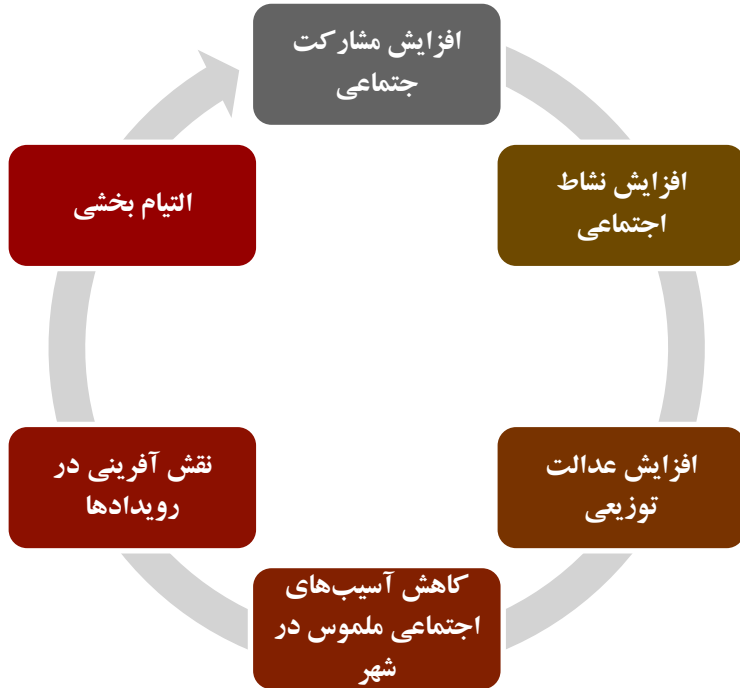 افزایش مشارکت
جتماعی
افزایش نشاط
اجتماعی
افزایش عدالت
توزیعی
کاهش آسیب‌های
اجتماعی ملموس در
شهر
نقش آفرینی در
رویدادها
التیام بخشی